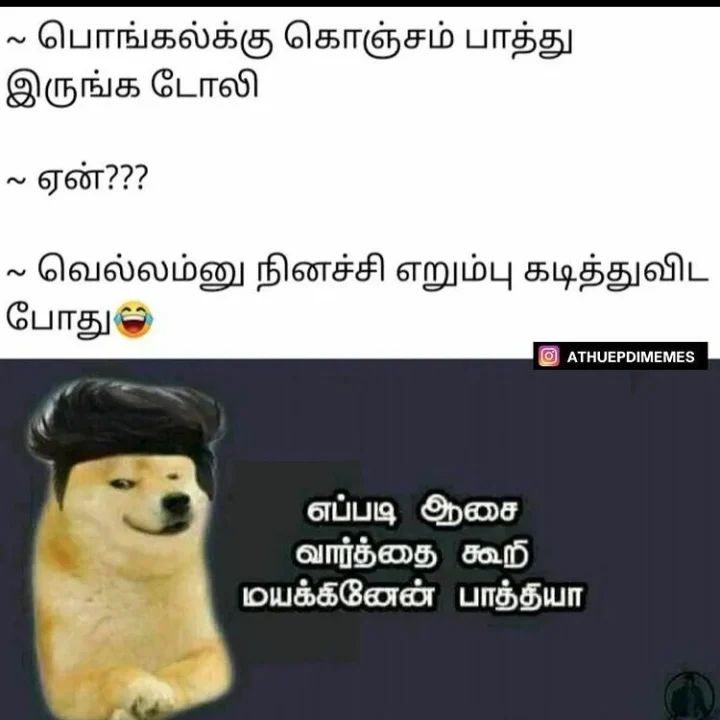 ~ பொங்கல்க்கு கொஞ்சம் பாத்து
இருங்க டோலி
~ ஏன்???
~ வெல்லம்னு நினச்சி எறும்பு கடித்துவிட
போது😂
ATHUEPDIMEMES
எப்படி ஆசை
வார்த்தை கூறி
மயக்கினேன் பாத்தியா